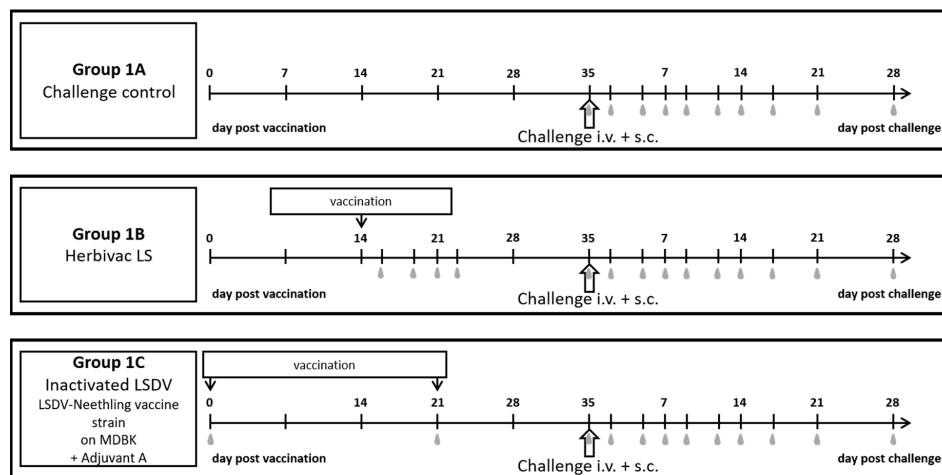 Group 1A
Challenge control
0 7 14 21 28 35 7 14 21 28
day post vaccination
day post challenge
Challenge i.v. + s.c.
vaccination
Group 1B
Herbivac LS
0 14 21 28 35 7 14 21 28
day post vaccination
day post challenge
Challenge i.v. + s.c.
Group 1C
Inactivated LSDV
LSDV-Neethling vaccine
strain
on MDBK
+ Adjuvant A
vaccination
0 14 21 28 35 7 14 21 28
day post vaccination
day post challenge
Challenge i.v. + s.c.